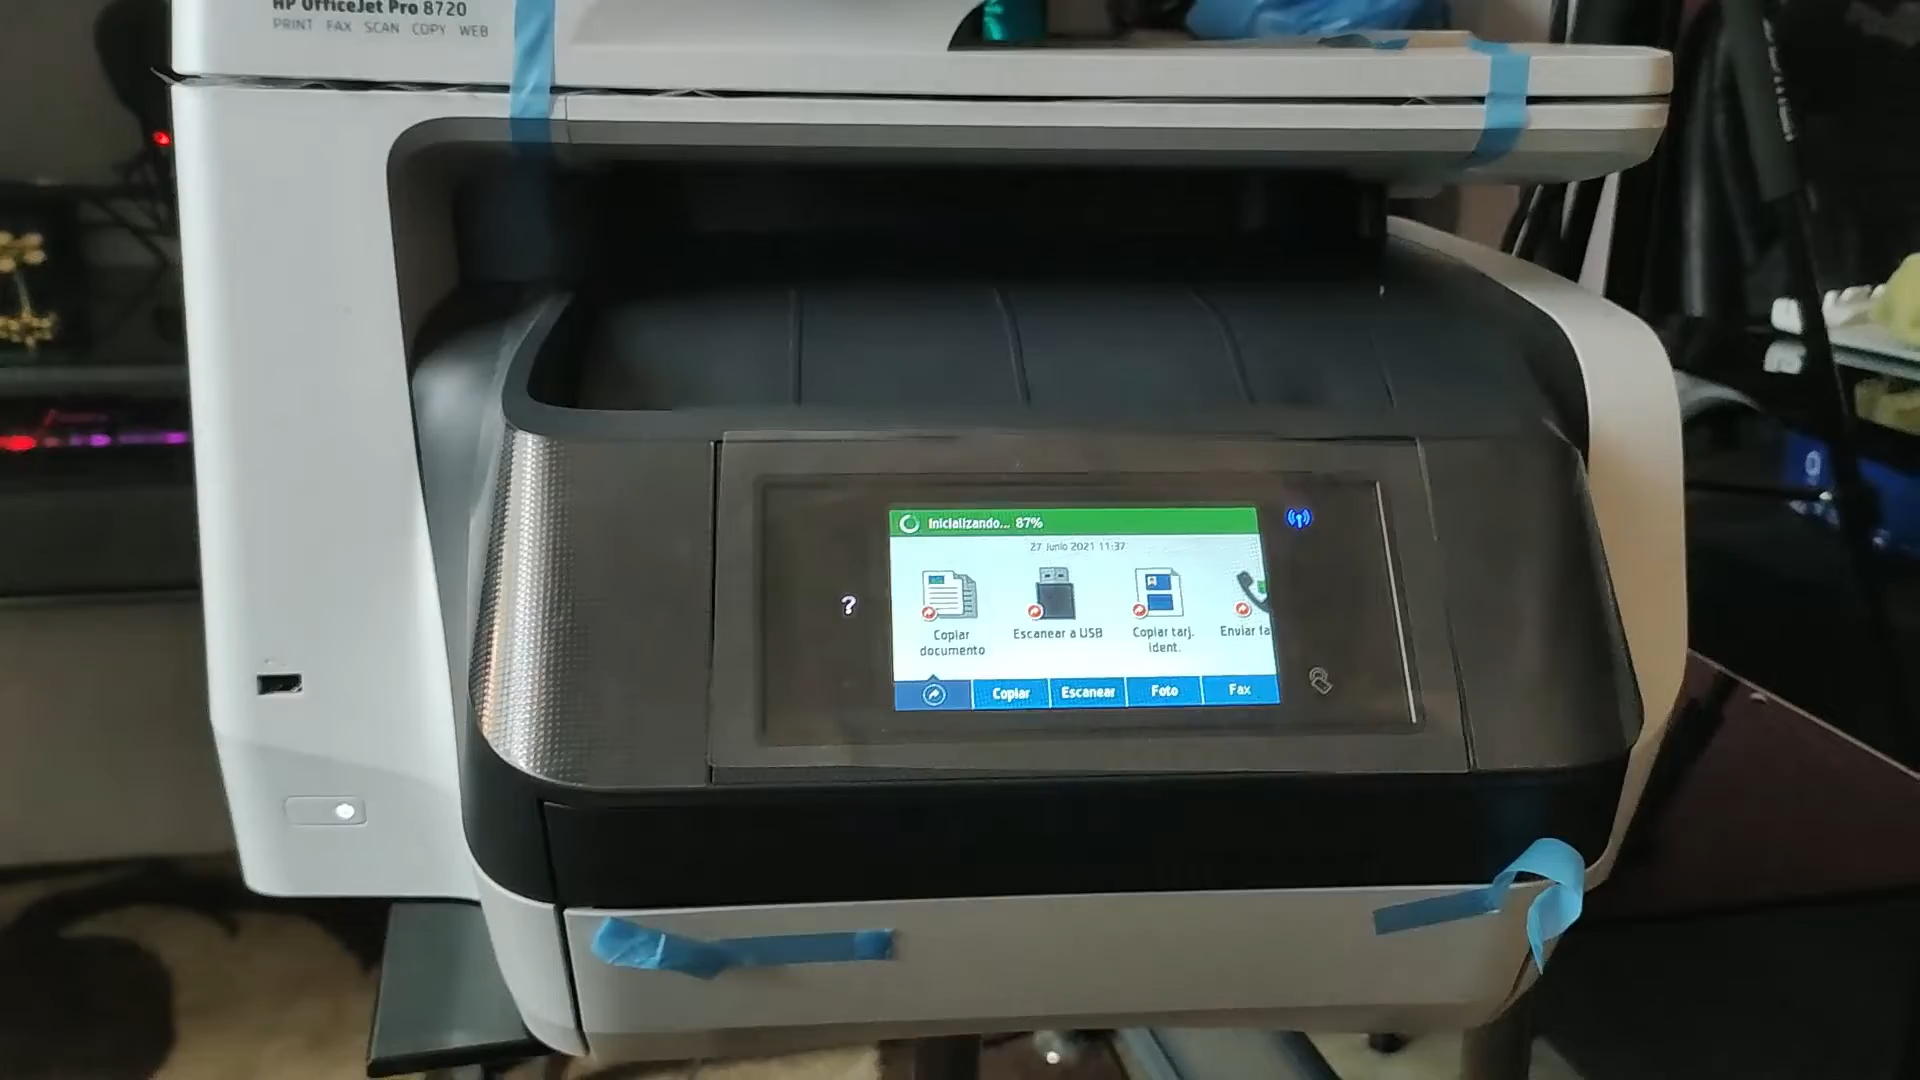 HP OfficeJet Pro 8720
PRINT FAX SCAN COPY WEB
Inicializando... 87%
27 Junio 2021 11:37
Copiar
documento
Escanear a USB
Copiar tarj.
ident.
Enviar fa
?
Copiar
Escanear
Foto
Fax